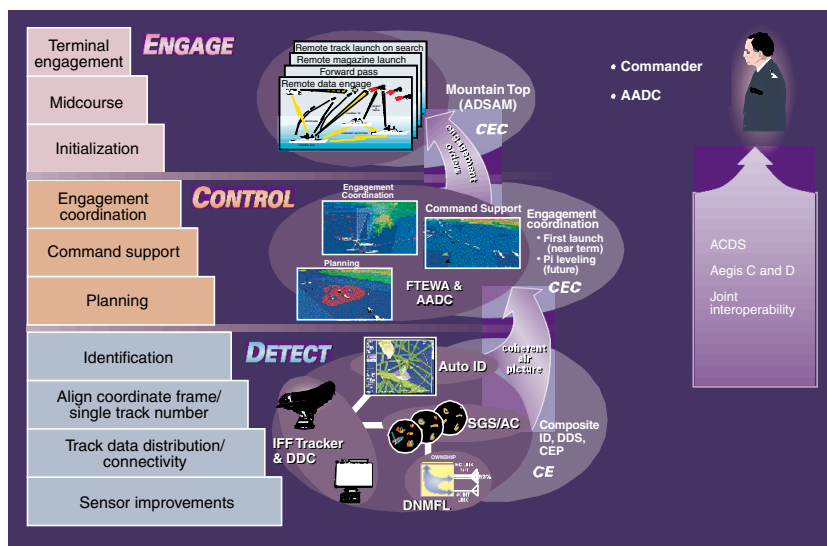 Terminal
engagement
Midcourse
Initialization
ENGAGE
Remote track launch on search
Remote magazine launch
Forward pass
Remote data engage
Mountain Top
(ADSAM)
CEC
engagement
orders
• Commander
• AADC
Engagement
coordination
Command support
Planning
CONTROL
Engagement
Coordination
Command Support
Planning
FTEWA &
AADC
Engagement
coordination
• First launch
(near term)
• Pi leveling
(future)
CEC
ACDS
Aegis C and D
Joint
interoperability
Identification
Align coordinate frame/
single track number
Track data distribution/
connectivity
Sensor improvements
DETECT
Auto ID
coherent
air
picture
IFF Tracker
& DDC
SGS/AC
OWNSHIP
DNMFL
Composite
ID, DDS,
CEP
CE